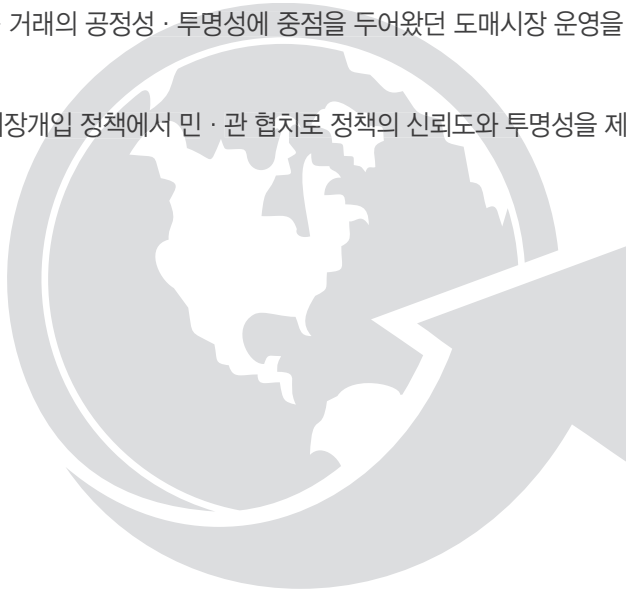 거래의 공정성 · 투명성에 중점을 두어왔던 도매시장 운영을
시장개입 정책에서 민 · 관 협치로 정책의 신뢰도와 투명성을 제